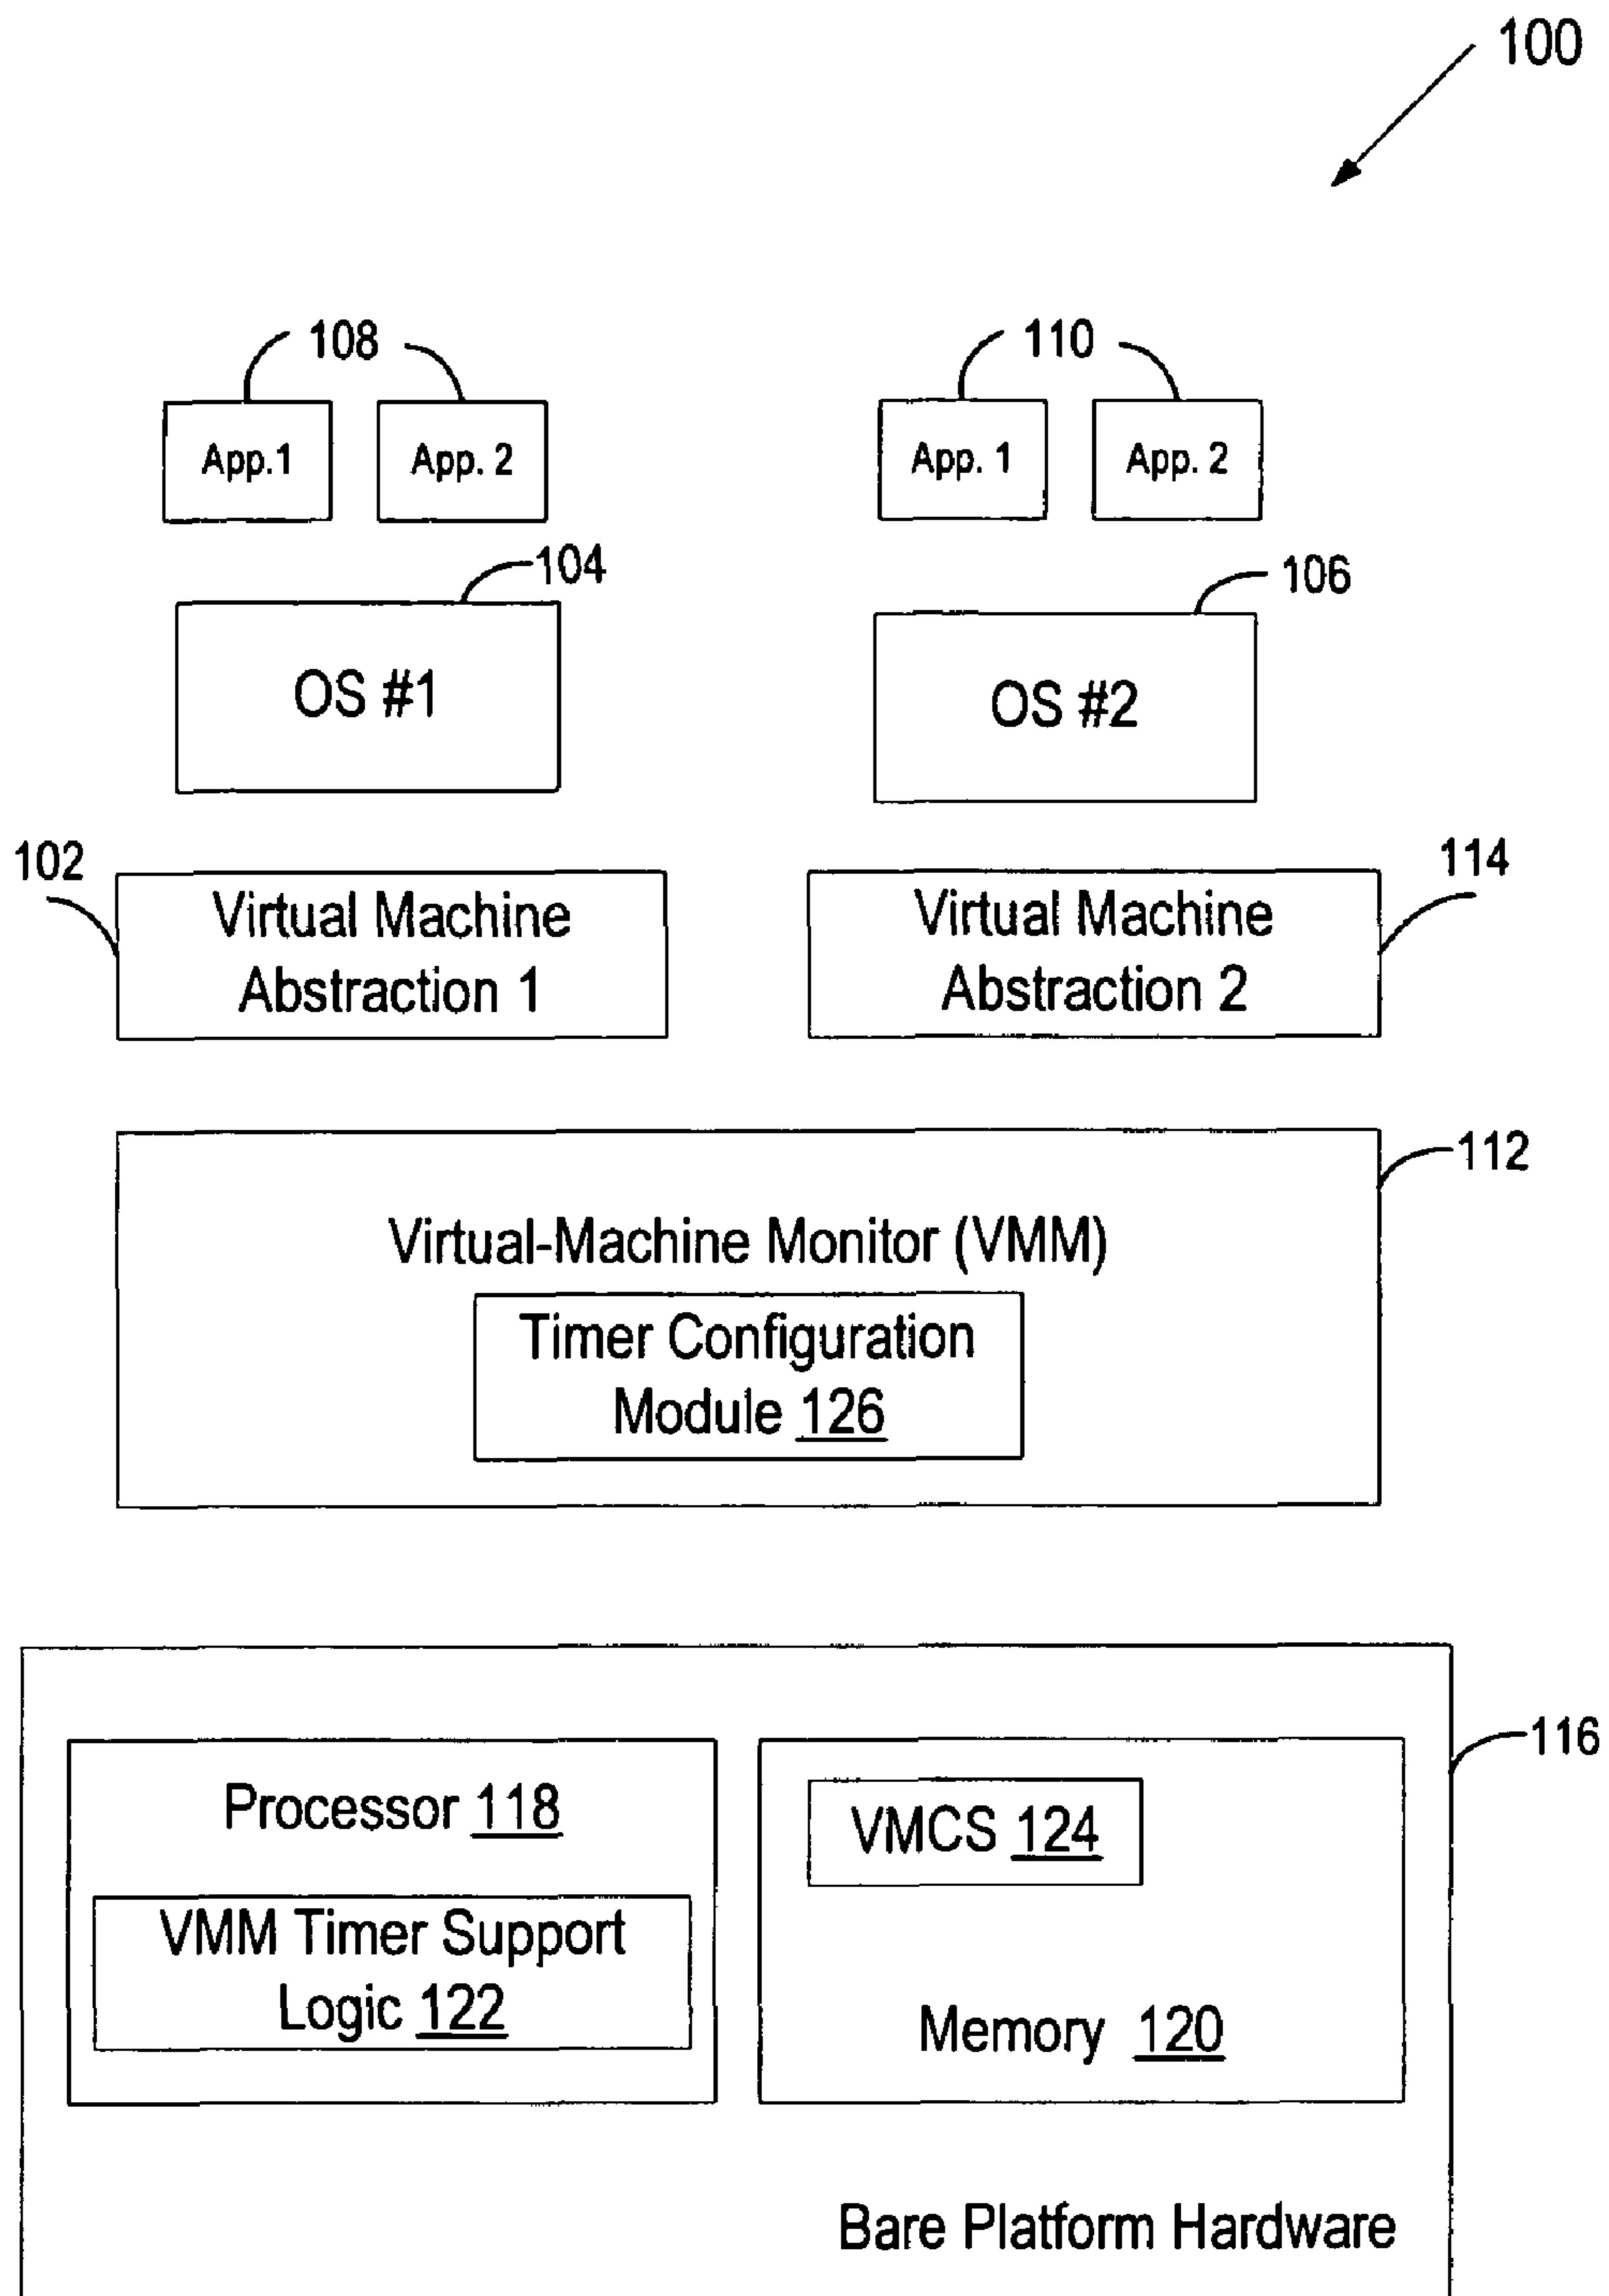 100
108
110
App.1
App. 2
App. 1
App. 2
104
106
OS #1
OS #2
102
114
Virtual Machine
Abstraction 1
Virtual Machine
Abstraction 2
112
Virtual-Machine Monitor (VMM)
Timer Configuration
Module 126
116
Processor 118
VMM Timer Support
Logic 122
VMCS 124
Memory 120
Bare Platform Hardware